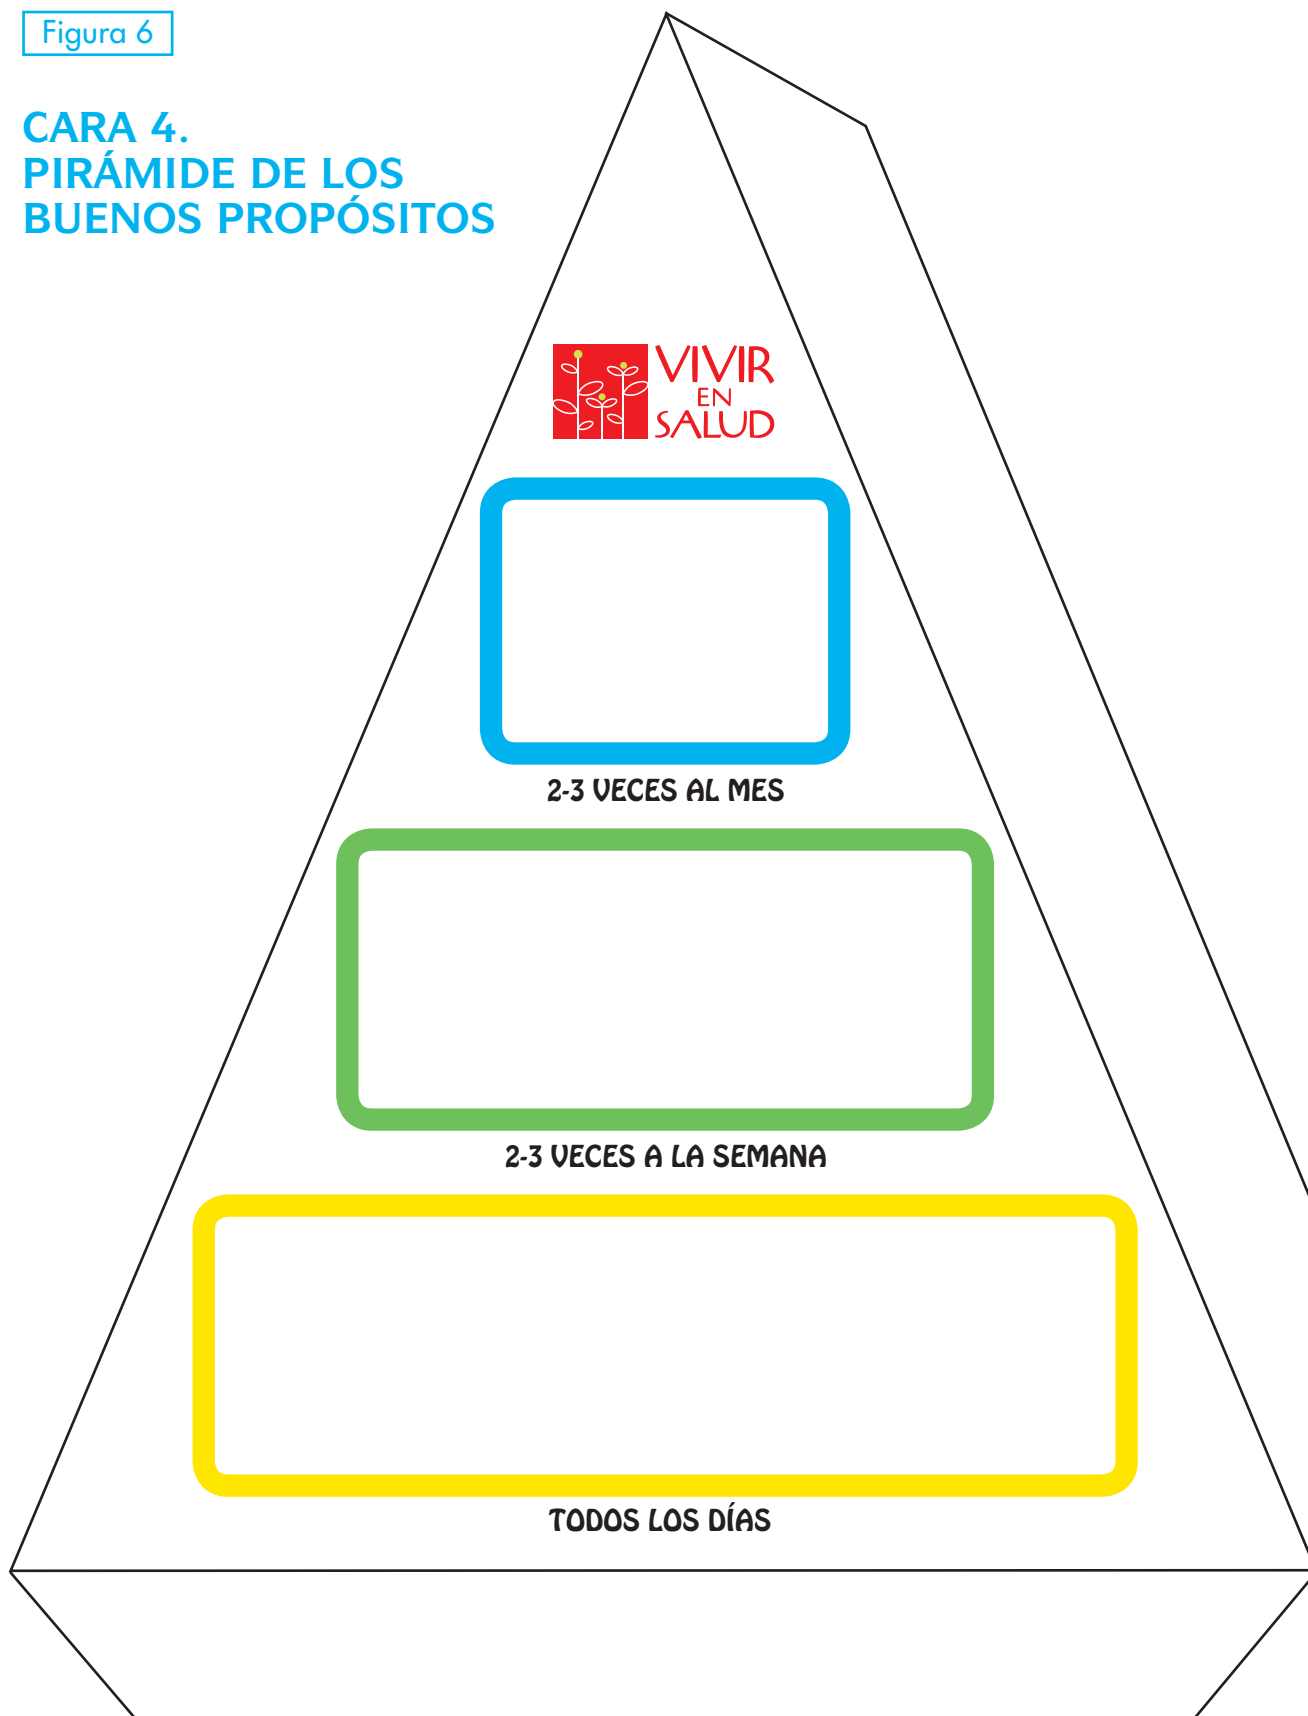 Figura 6
CARA 4.
PIRÁMIDE DE LOS
BUENOS PROPÓSITOS
VIVIR
EN
SALUD
2-3 VECES AL MES
2-3 VECES A LA SEMANA
TODOS LOS DÍAS